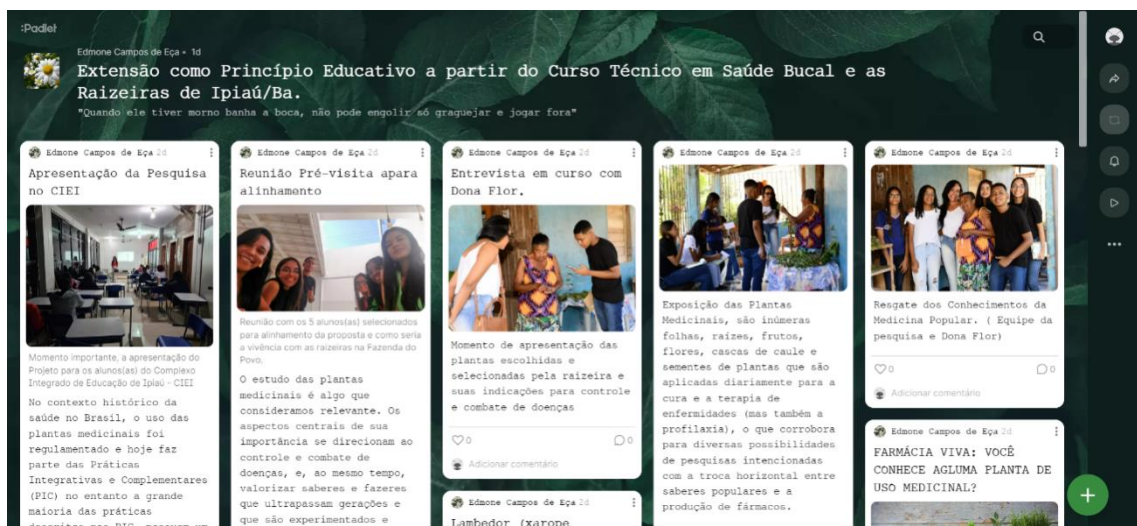 :Padlet
Edmone Campos de Eça • 1d
Extensão como Princípio Educativo a partir do Curso Técnico em Saúde Bucal e as
Raizeiras de Ipiaú/Ba.
"Quando ele tiver morno banha a boca, não pode engolir só graguejar e jogar fora"
Edmone Campos de Eça 2d
Apresentação da Pesquisa
no CIEI
Momento importante, a apresentação do
Projeto para os alunos(as) do Complexo
Integrado de Educação de Ipiaú - CIEI
No contexto histórico da
saúde no Brasil, o uso das
plantas medicinais foi
regulamentado e hoje faz
parte das Práticas
Integrativas e Complementares
(PIC) no entanto a grande
maioria das práticas
Edmone Campos de Eça 2d
Reunião Pré-visita apara
alinhamento
Reunião com os 5 alunos(as) selecionados
para alinhamento da proposta e como seria
a vivência com as raizeiras na Fazenda do
Povo.
O estudo das plantas
medicinais é algo que
consideramos relevante. Os
aspectos centrais de sua
importância se direcionam ao
controle e combate de
doenças, e, ao mesmo tempo,
valorizar saberes e fazeres
que ultrapassam gerações e
que são experimentados e
Edmone Campos de Eça 2d
Entrevista em curso com
Dona Flor.
Momento de apresentação das
plantas escolhidas e
selecionadas pela raizeira e
suas indicações para controle
e combate de doenças
0 0
Adicionar comentário
Edmone Campos de Eça 2d
Lambedor (xarope
Edmone Campos de Eça 2d
Exposição das Plantas
Medicinais, são inúmeras
folhas, raízes, frutos,
flores, cascas de caule e
sementes de plantas que são
aplicadas diariamente para a
cura e a terapia de
enfermidades (mas também a
profilaxia), o que corrobora
para diversas possibilidades
de pesquisas intencionadas
com a troca horizontal entre
saberes populares e a
produção de fármacos.
Edmone Campos de Eça 2d
Resgate dos Conhecimentos da
Medicina Popular. ( Equipe da
pesquisa e Dona Flor)
0 0
Adicionar comentário
Edmone Campos de Eça 2d
FARMÁCIA VIVA: VOCÊ
CONHECE AGLUMA PLANTA DE
USO MEDICINAL?